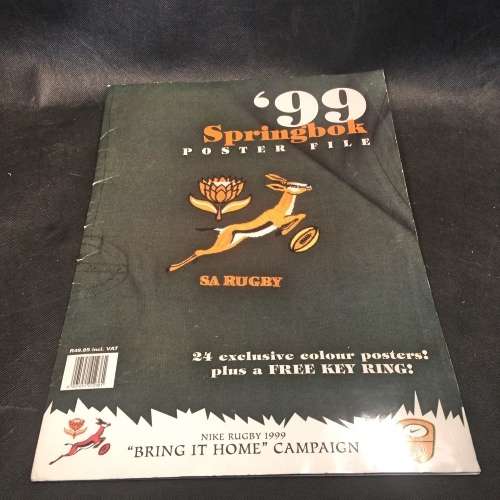 '99
Springbok
POSTER FILE
SA RUGBY
R49.95 incl. VAT
24 exclusive colour posters!
plus a FREE KEY RING!
NIKE RUGBY 1999
"BRING IT HOME" CAMPAIGN